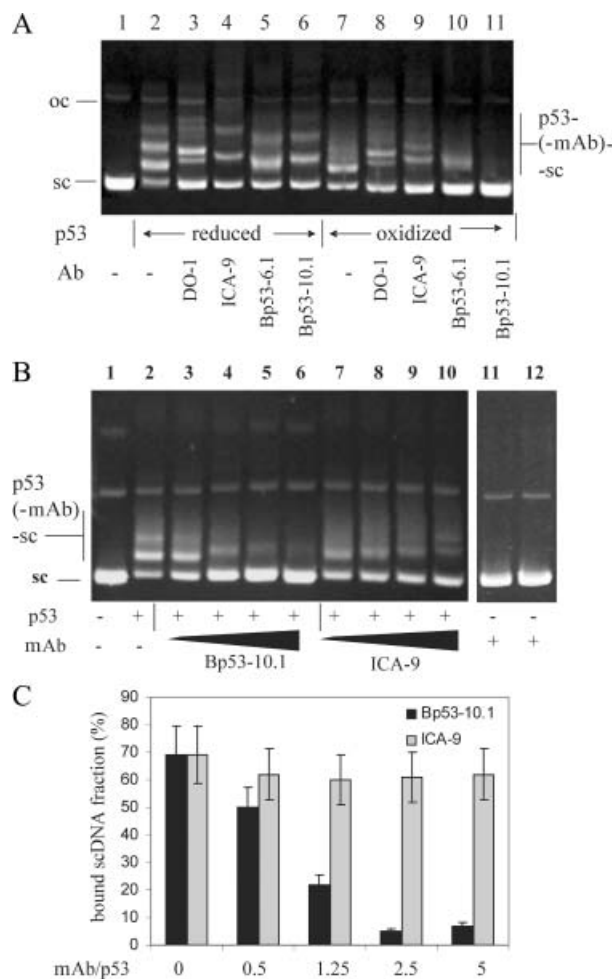 A
1 2 3 4 5 6 7 8 9 10 11
oc
sc
p53-
(-mAb)-
-sc
p53 reduced oxidized
Ab - - DO-1 ICA-9 Bp53-6.1 Bp53-10.1 - DO-1 ICA-9 Bp53-6.1 Bp53-10.1
B
1 2 3 4 5 6 7 8 9 10 11 12
p53
(-mAb)
-sc
sc
p53 - + + + + + + + + + - -
mAb - - + +
Bp53-10.1 ICA-9
C
bound scDNA fraction (%)
90
80
70
60
50
40
30
20
10
0
Bp53-10.1
ICA-9
mAb/p53 0 0.5 1.25 2.5 5